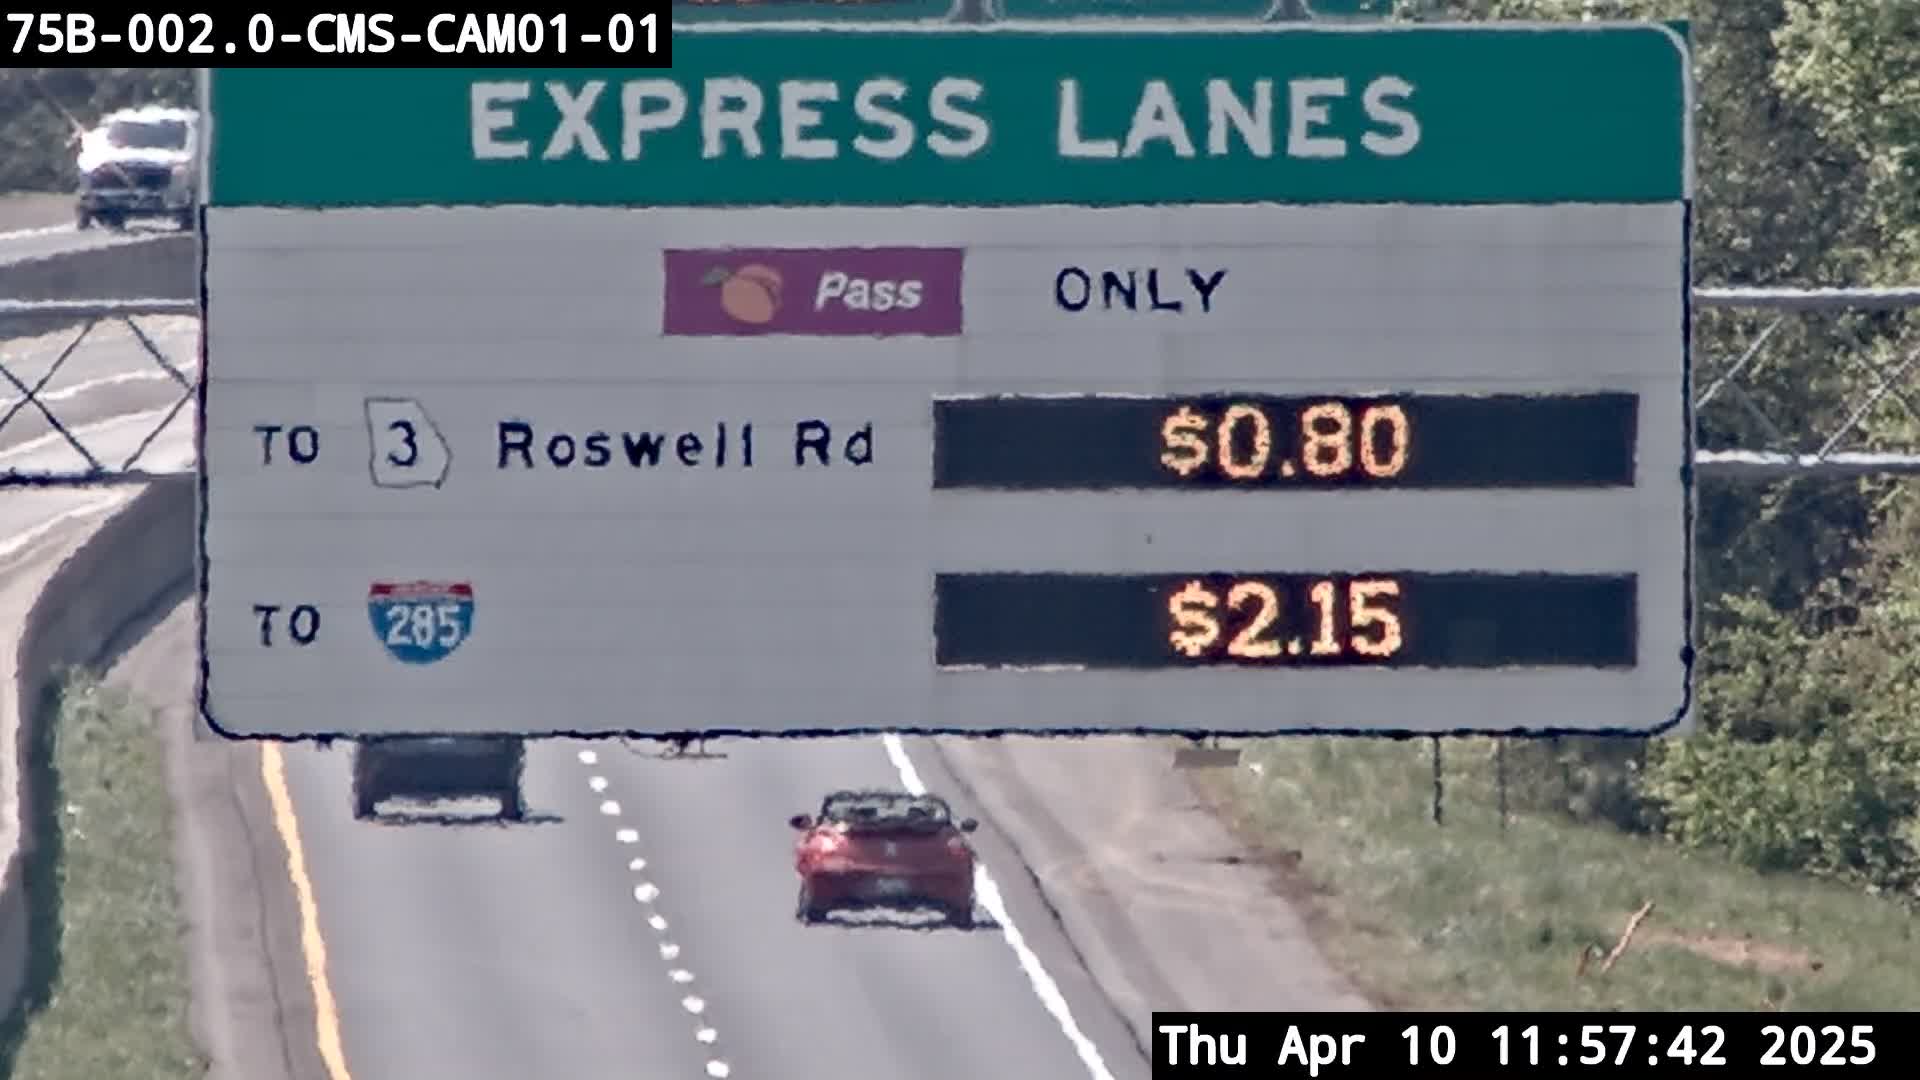 75B-002.0-CMS-CAM01-01
EXPRESS LANES
Pass ONLY
TO 3 Roswell Rd $0.80
TO 285 $2.15
Thu Apr 10 11:57:42 2025